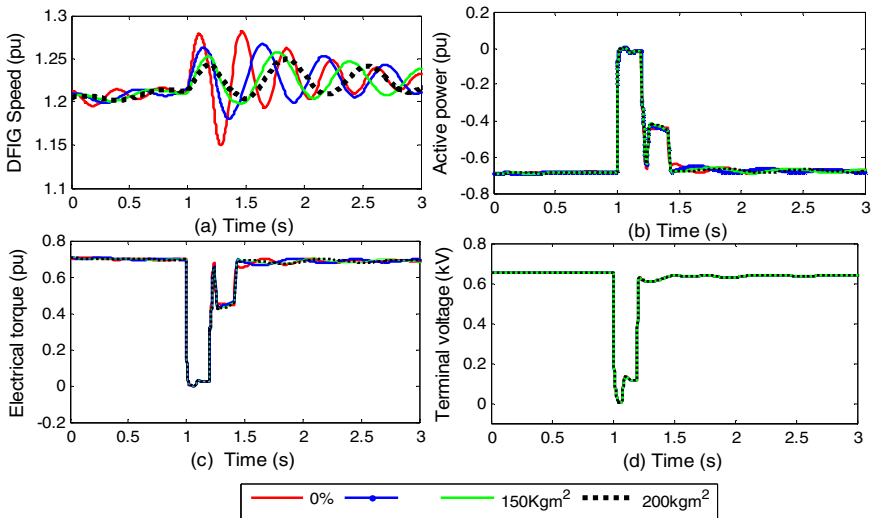 1.3
1.25
1.2
1.15
1.1
DFIG Speed (pu)
0 0.5 1 1.5 2 2.5 3
(a) Time (s)
0.2
0
-0.2
-0.4
-0.6
-0.8
Active power (pu)
0 0.5 1 1.5 2 2.5 3
(b) Time (s)
0.8
0.6
0.4
0.2
0
-0.2
Electrical torque (pu)
0 0.5 1 1.5 2 2.5 3
(c) Time (s)
0.8
0.6
0.4
0.2
0
Terminal voltage (kV)
0 0.5 1 1.5 2 2.5 3
(d) Time (s)
0% 150Kgm² 200kgm²